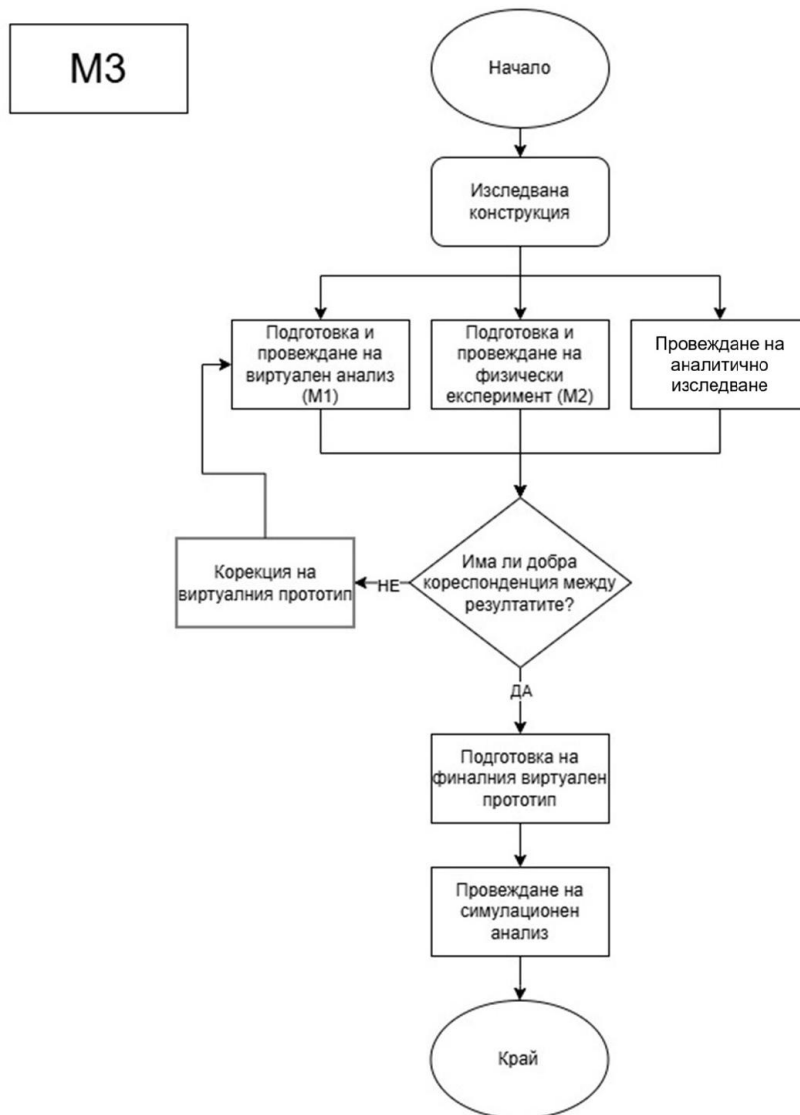 М3
Начало
Изследвана
конструкция
Подготовка и
провеждане на
виртуален анализ
(М1)
Подготовка и
провеждане на
физически
експеримент (М2)
Провеждане на
аналитично
изследване
Има ли добра
кореспонденция между
резултатите?
НЕ
Корекция на
виртуалния прототип
ДА
Подготовка на
финалния виртуален
прототип
Провеждане на
симулационен
анализ
Край